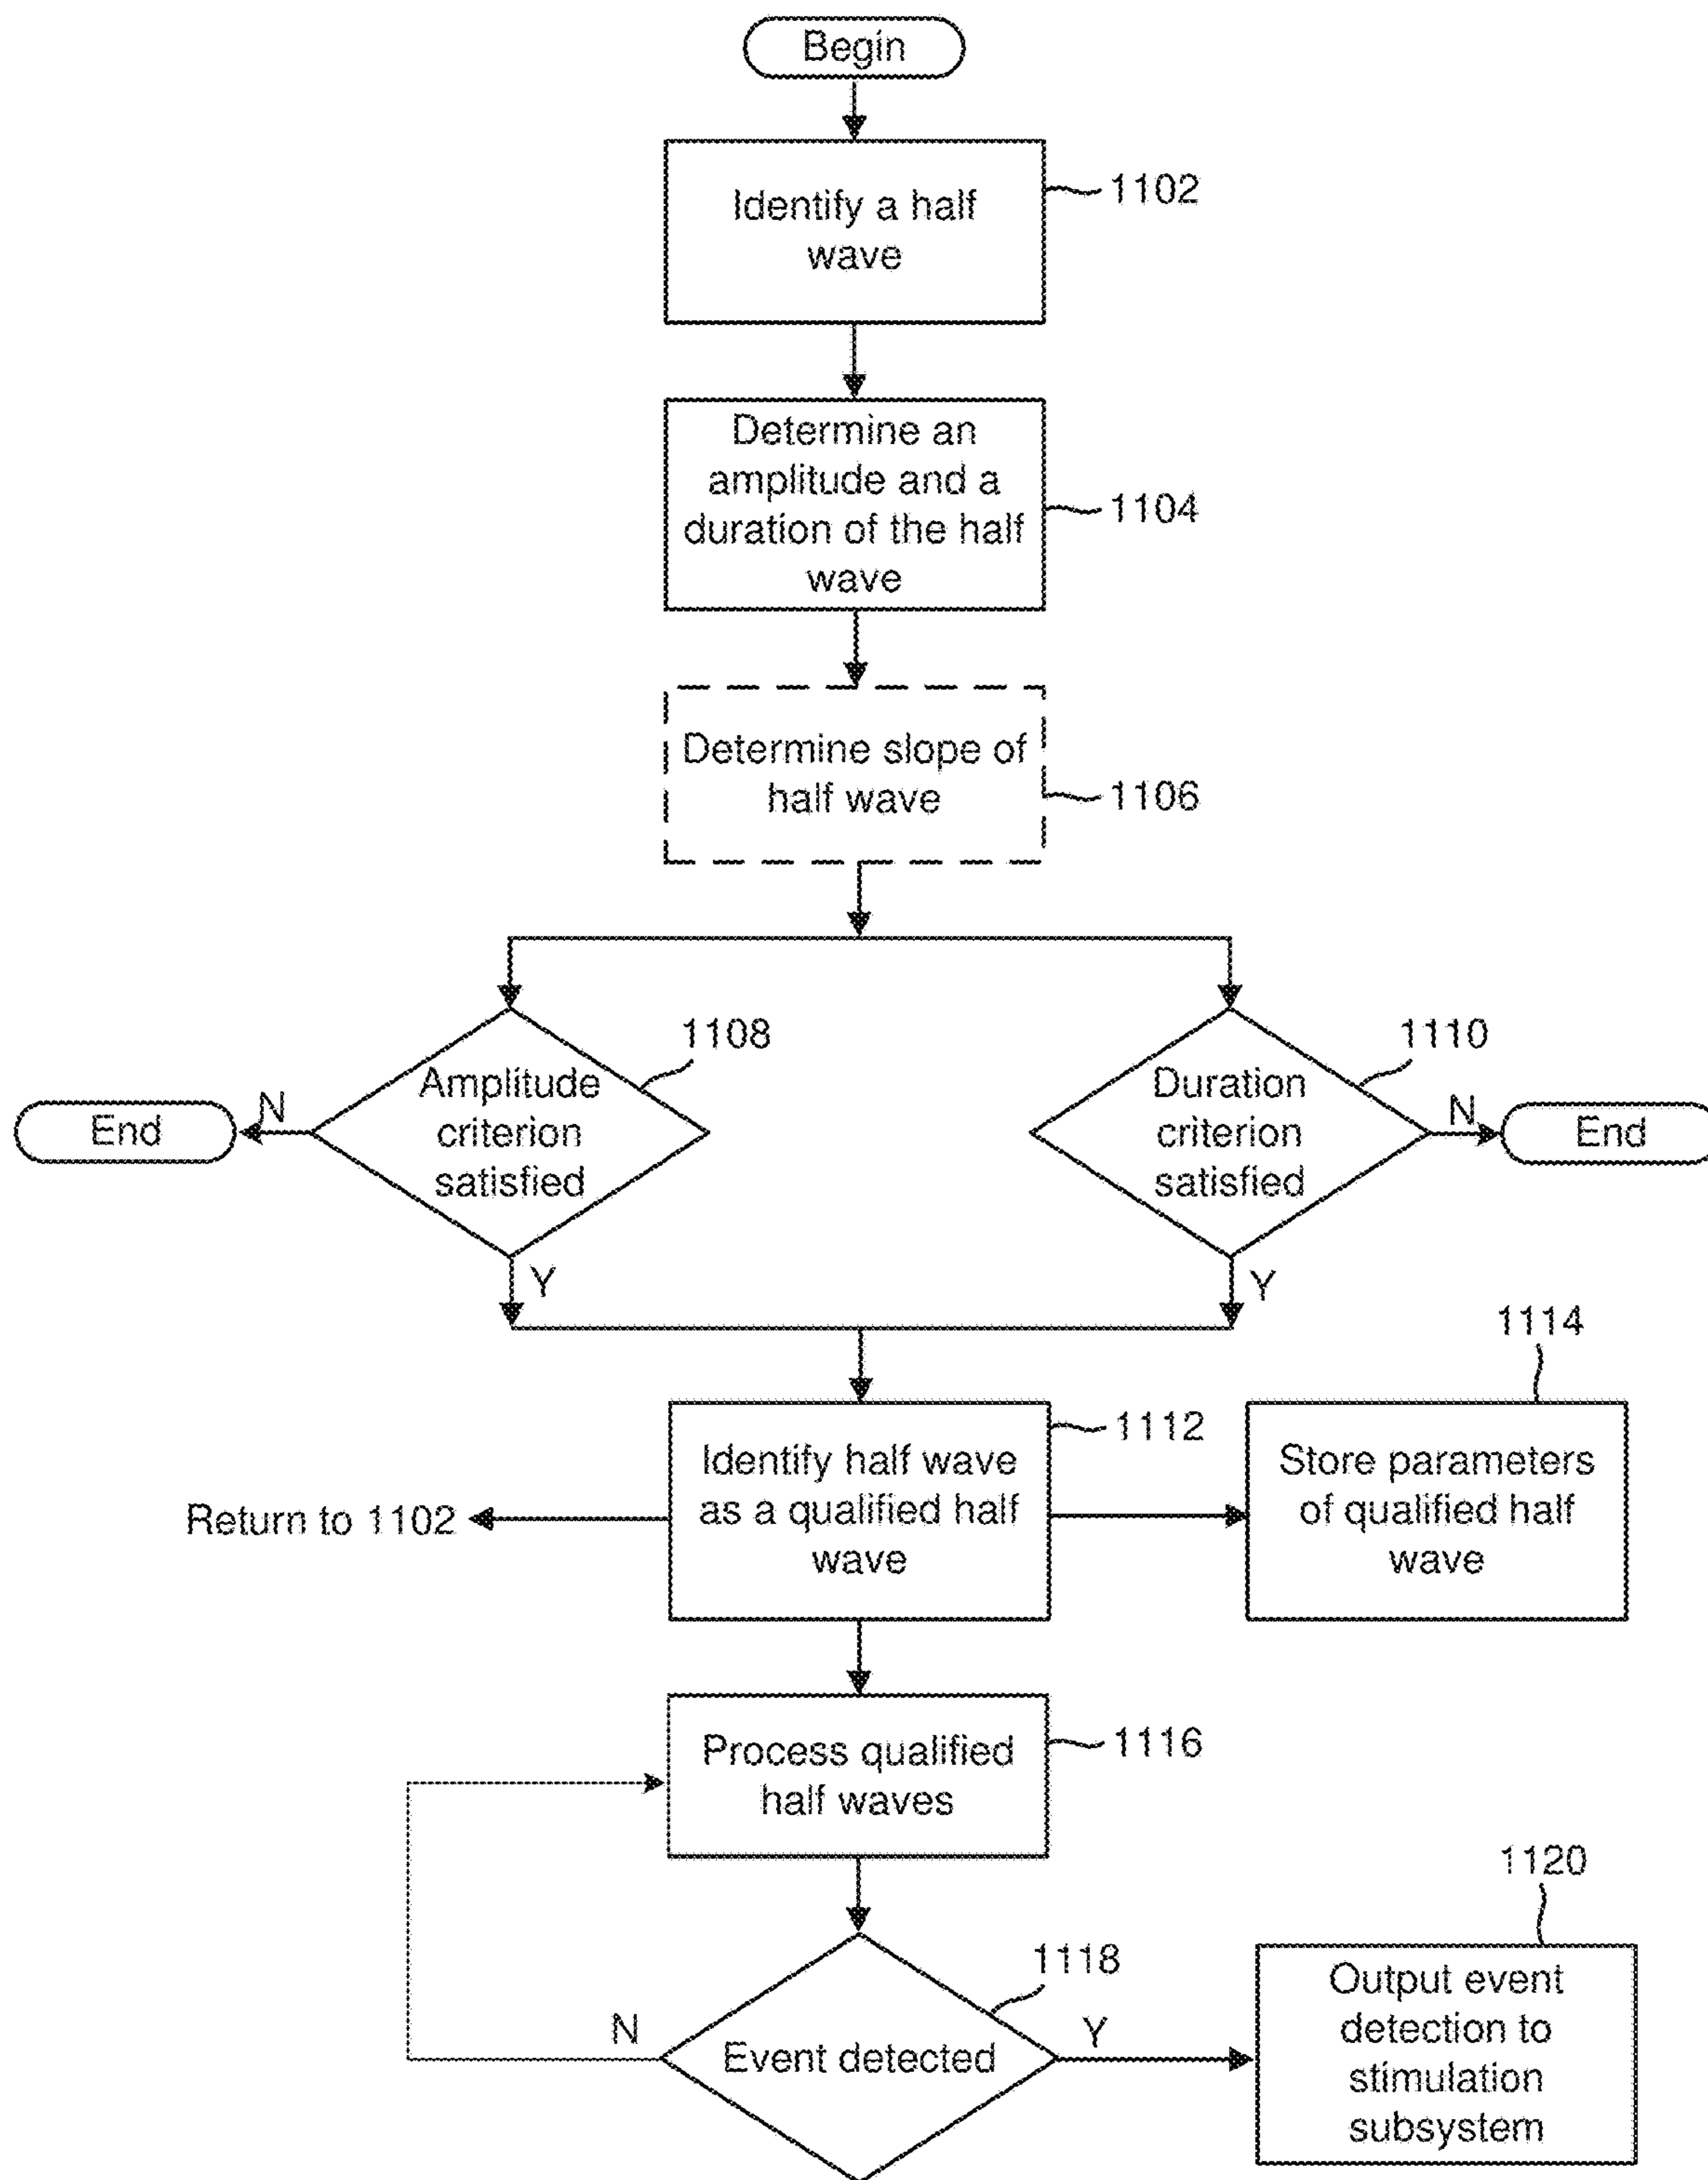 Begin
Identify a half
wave
1102
Determine an
amplitude and a
duration of the half
wave
1104
Determine slope of
half wave
1106
1108
Amplitude
criterion
satisfied
N
End
Y
1110
Duration
criterion
satisfied
N
End
Y
1112
Identify half wave
as a qualified half
wave
Return to 1102
1114
Store parameters
of qualified half
wave
Process qualified
half waves
1116
1118
Event detected
N
Y
1120
Output event
detection to
stimulation
subsystem